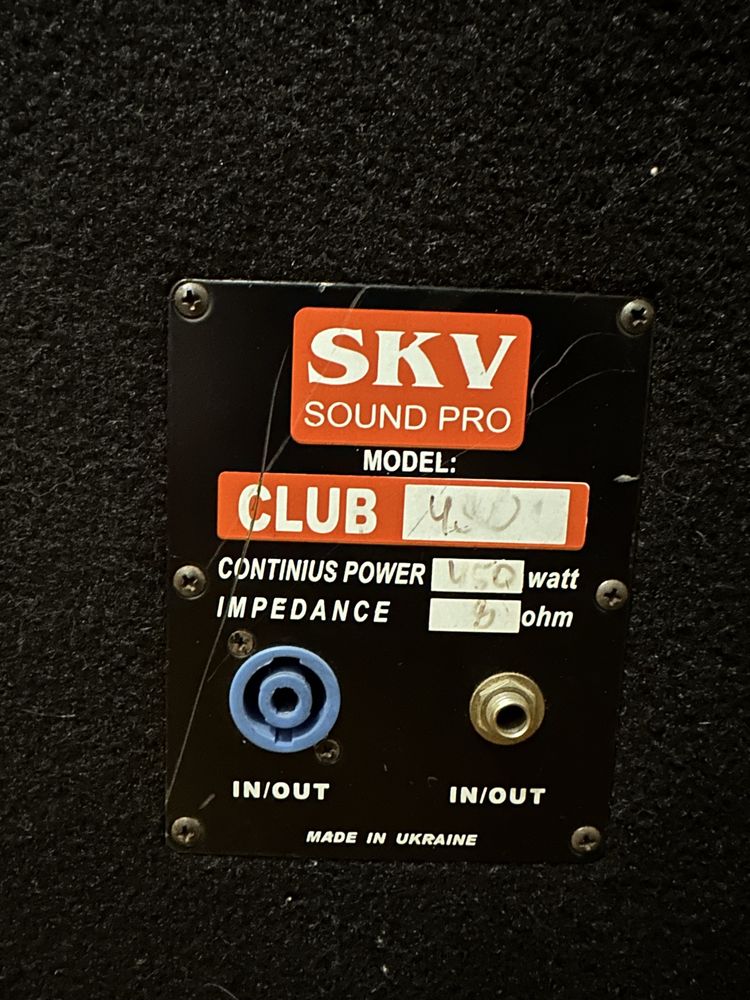 SKV
SOUND PRO
MODEL:
CLUB
CONTINIUS POWER 450 watt
IMPEDANCE 8 ohm
IN/OUT
IN/OUT
MADE IN UKRAINE